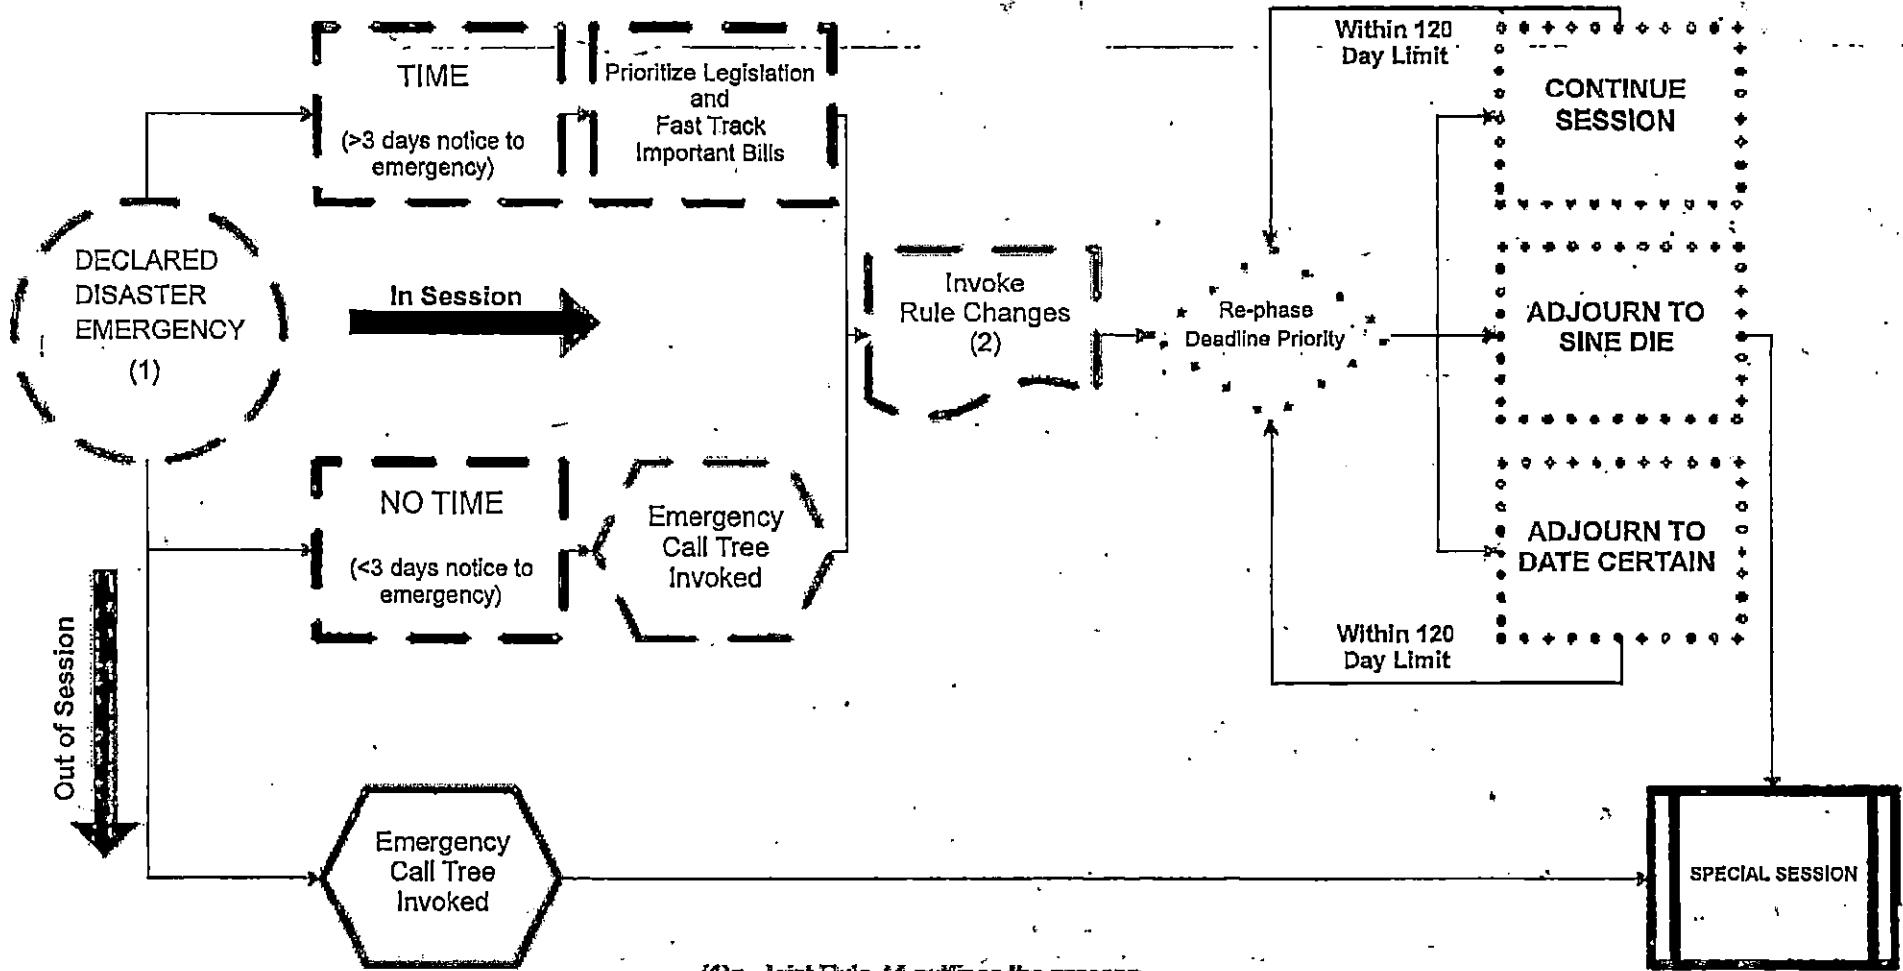 TIME
(>3 days notice to
emergency)
Prioritize Legislation
and
Fast Track
Important Bills
Within 120
Day Limit
CONTINUE
SESSION
DECLARED
DISASTER
EMERGENCY
(1)
In Session
Invoke
Rule Changes
(2)
Re-phase
Deadline Priority
ADJOURN TO
SINE DIE
NO TIME
(<3 days notice to
emergency)
Emergency
Call Tree
Invoked
ADJOURN TO
DATE CERTAIN
Within 120
Day Limit
Out of Session
Emergency
Call Tree
Invoked
SPECIAL SESSION